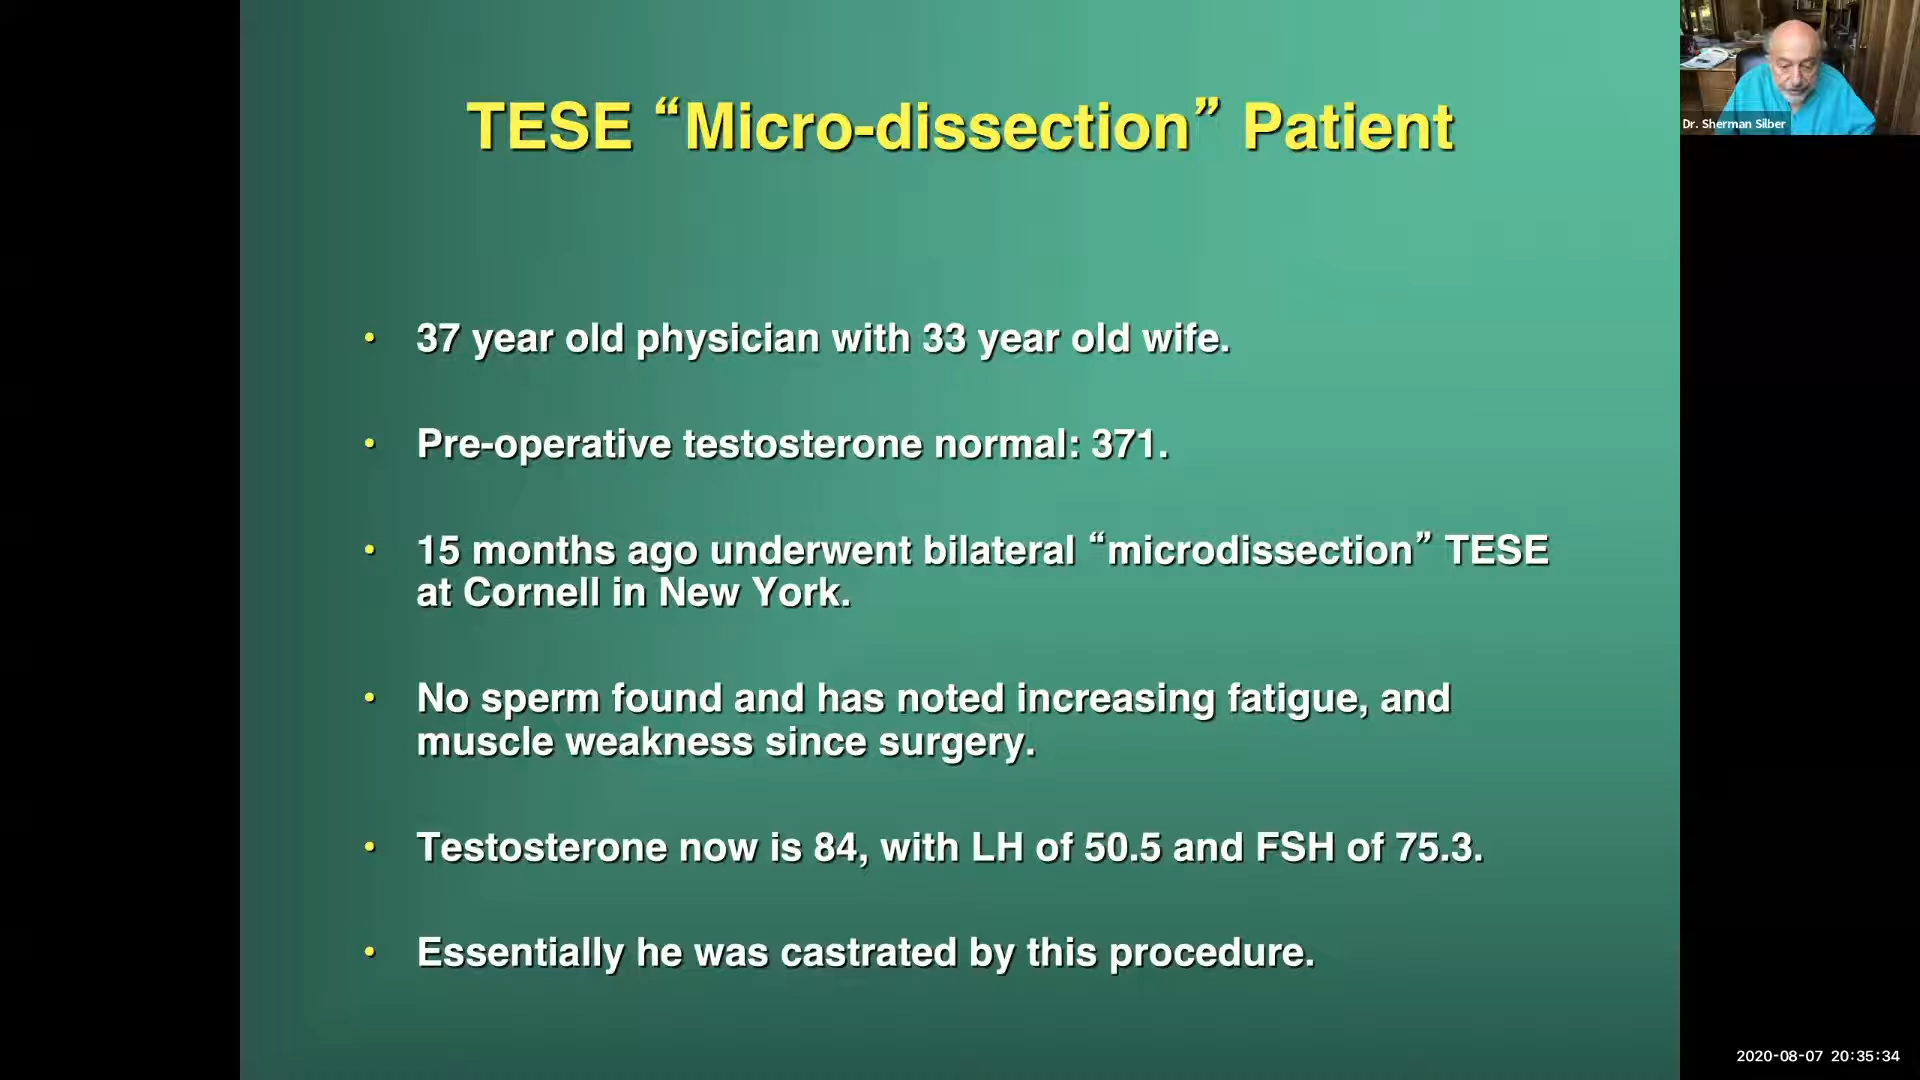 TESE “Micro-dissection” Patient
Dr. Sherman Silber
• 37 year old physician with 33 year old wife.
• Pre-operative testosterone normal: 371.
• 15 months ago underwent bilateral “microdissection” TESE
at Cornell in New York.
• No sperm found and has noted increasing fatigue, and
muscle weakness since surgery.
• Testosterone now is 84, with LH of 50.5 and FSH of 75.3.
• Essentially he was castrated by this procedure.
2020-08-07 20:35:34